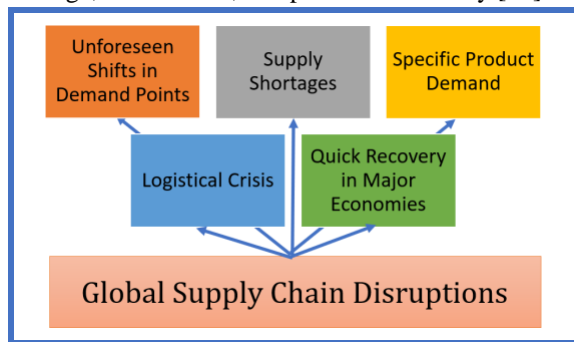 Unforeseen
Shifts in
Demand Points
Supply
Shortages
Specific Product
Demand
Logistical Crisis
Quick Recovery
in Major
Economies
Global Supply Chain Disruptions